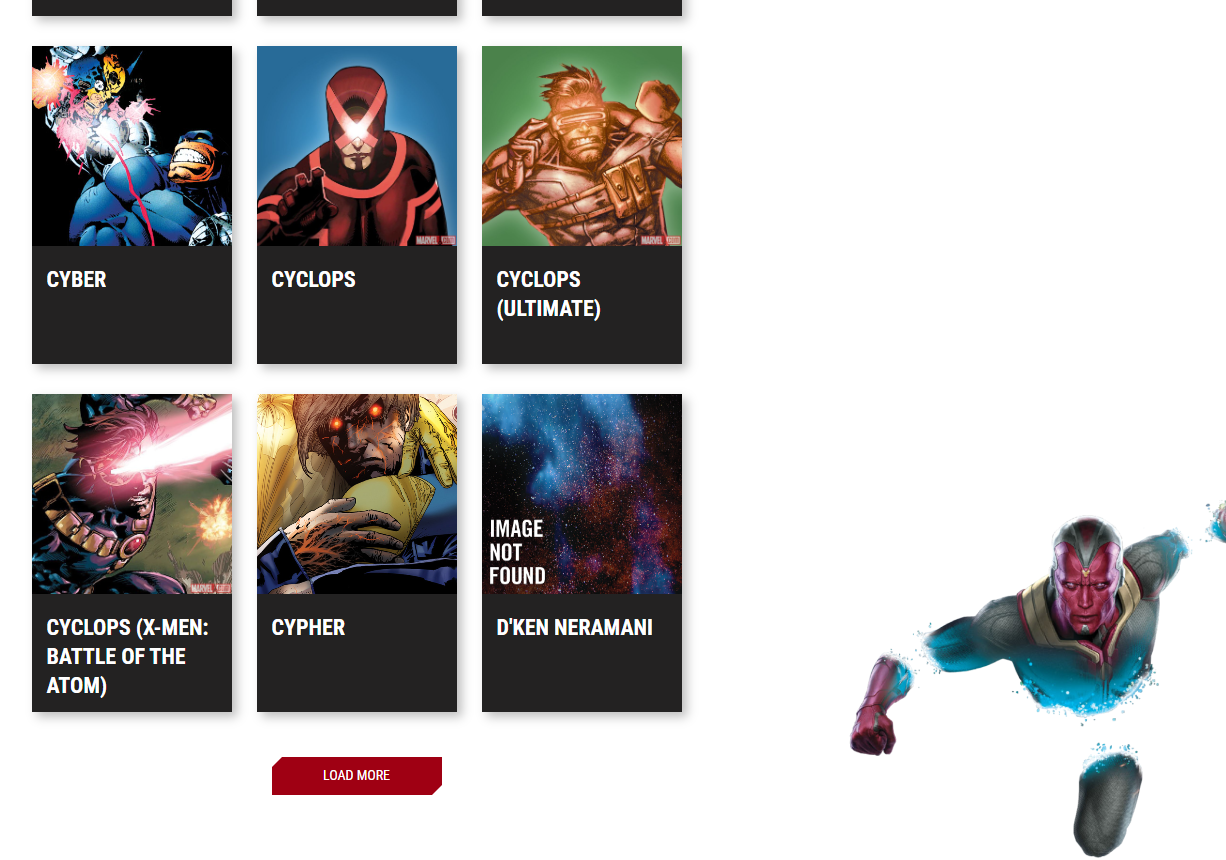 CYBER
CYCLOPS
CYCLOPS
(ULTIMATE)
MARVEL
MARVEL
CYCLOPS (X-MEN:
BATTLE OF THE
ATOM)
MARVEL
CYPHER
IMAGE
NOT
FOUND
D'KEN NERAMANI
LOAD MORE